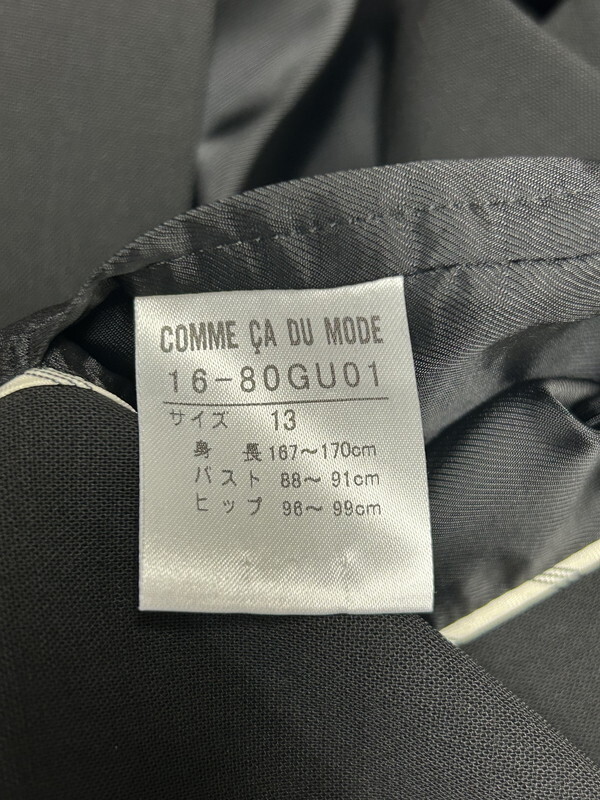 COMME ÇA DU MODE
16-80GU01
サイズ 13
身長 167〜170cm
バスト 88〜91cm
ヒップ 96〜99cm